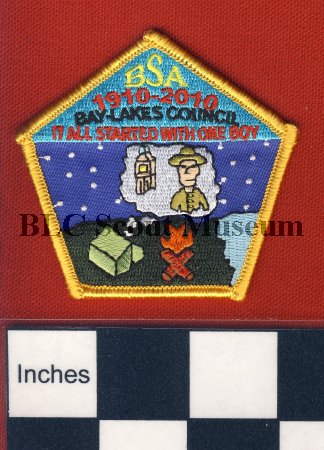 BSA
1910-2010
BAY-LAKES COUNCIL
IT ALL STARTED WITH ONE BOY
BLC Scout Museum
Inches